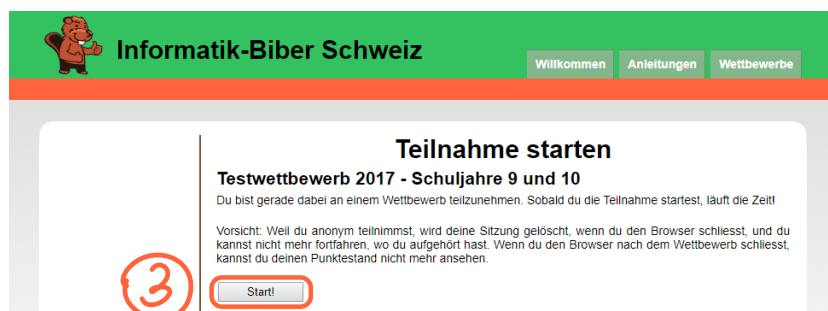 Informatik-Biber Schweiz
Willkommen Anleitungen Wettbewerbe
Teilnahme starten
Testwettbewerb 2017 - Schuljahre 9 und 10
Du bist gerade dabei an einem Wettbewerb teilzunehmen. Sobald du die Teilnahme startest, läuft die Zeit!
Vorsicht: Weil du anonym teilnimmst, wird deine Sitzung gelöscht, wenn du den Browser schliesst, und du
kannst nicht mehr fortfahren, wo du aufgehört hast. Wenn du den Browser nach dem Wettbewerb schliesst,
kannst du deinen Punktestand nicht mehr ansehen.
3
Start!